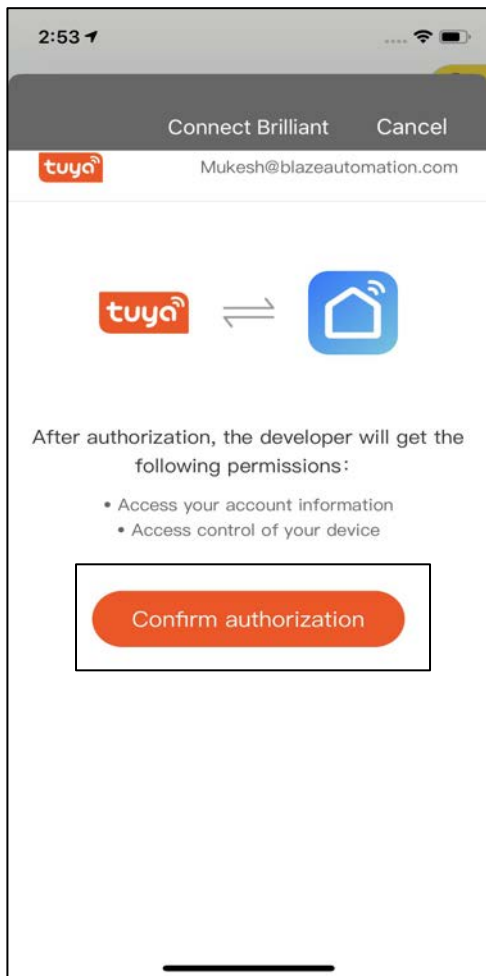 2:53
Connect Brilliant Cancel
tuya Mukesh@blazeautomation.com
tuya
After authorization, the developer will get the
following permissions:
• Access your account information
• Access control of your device
Confirm authorization